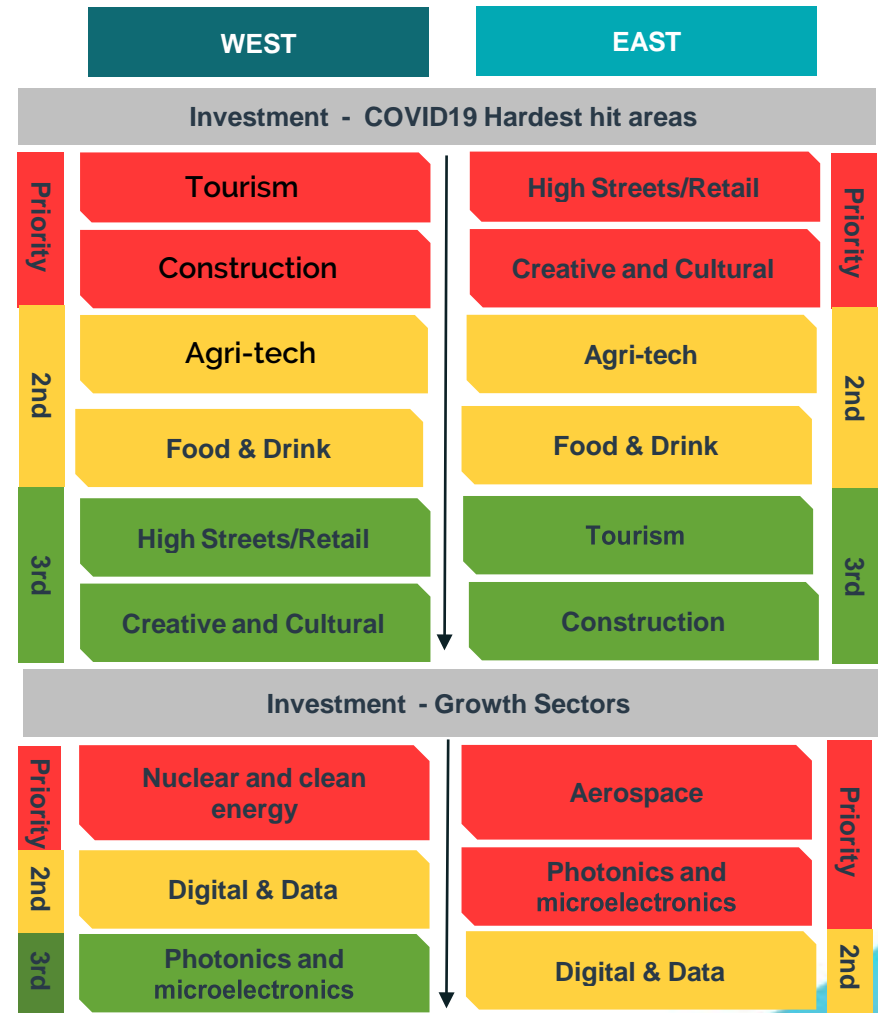 WEST
EAST
Investment - COVID19 Hardest hit areas
Priority
Tourism
High Streets/Retail
Priority
Construction
Creative and Cultural
2nd
Agri-tech
Agri-tech
2nd
Food & Drink
Food & Drink
3rd
High Streets/Retail
Tourism
3rd
Creative and Cultural
Construction
Investment - Growth Sectors
Priority
Nuclear and clean
energy
Aerospace
Priority
2nd
Digital & Data
Photonics and
microelectronics
3rd
Photonics and
microelectronics
Digital & Data
2nd